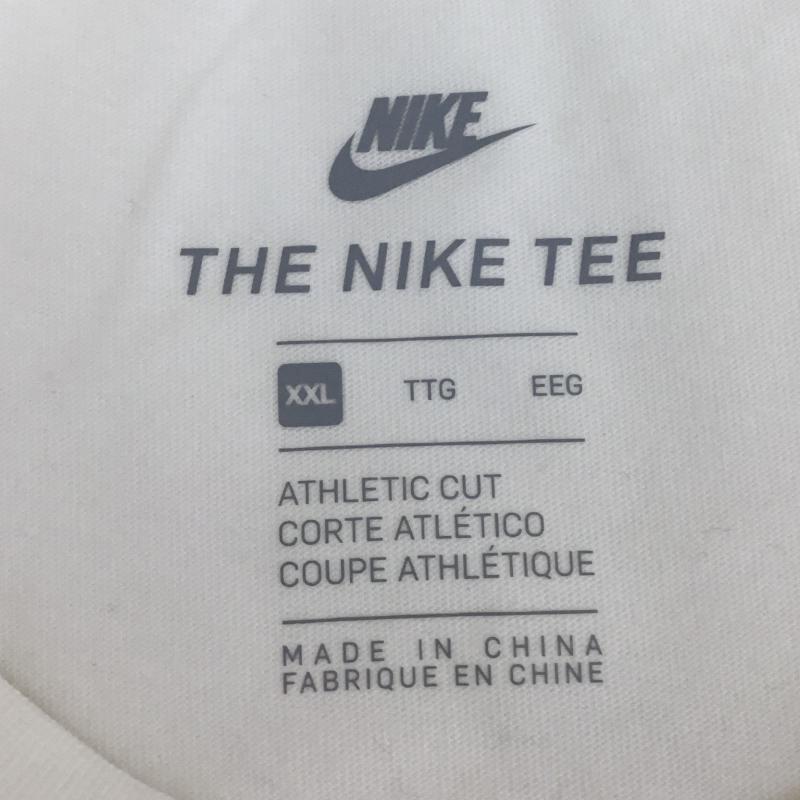 NIKE
THE NIKE TEE
XXL TTG EEG
ATHLETIC CUT
CORTE ATLÉTICO
COUPE ATHLÉTIQUE
MADE IN CHINA
FABRIQUE EN CHINE